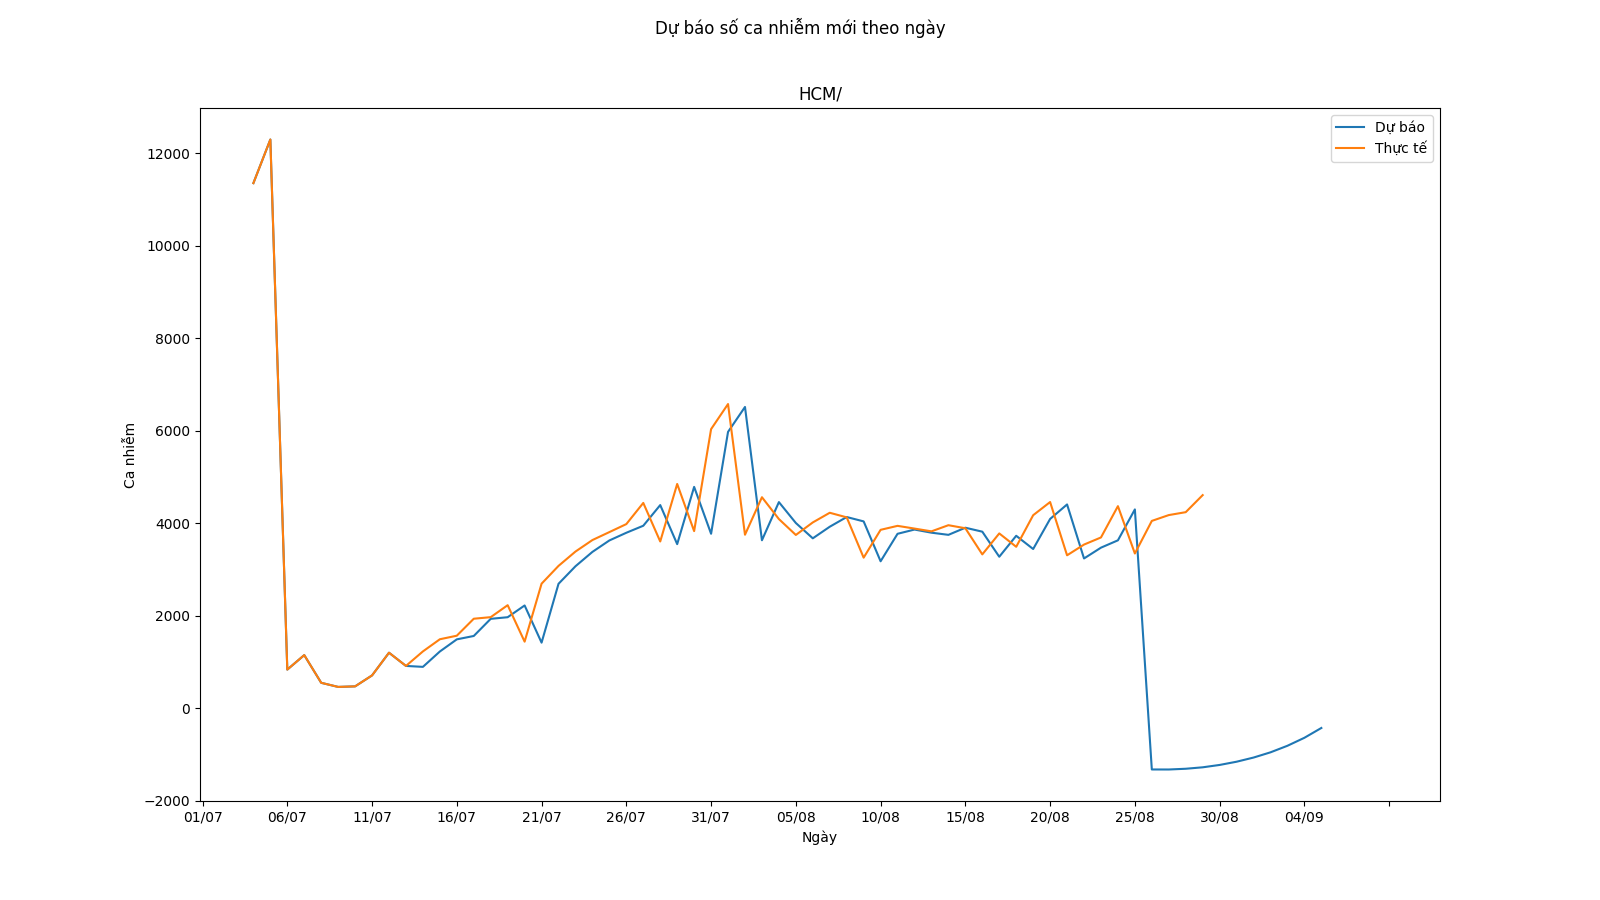 Dự báo số ca nhiễm mới theo ngày
HCM/
Dự báo
Thực tế
12000
10000
8000
6000
4000
2000
0
−2000
Ca nhiễm
01/07 06/07 11/07 16/07 21/07 26/07 31/07 05/08 10/08 15/08 20/08 25/08 30/08 04/09
Ngày